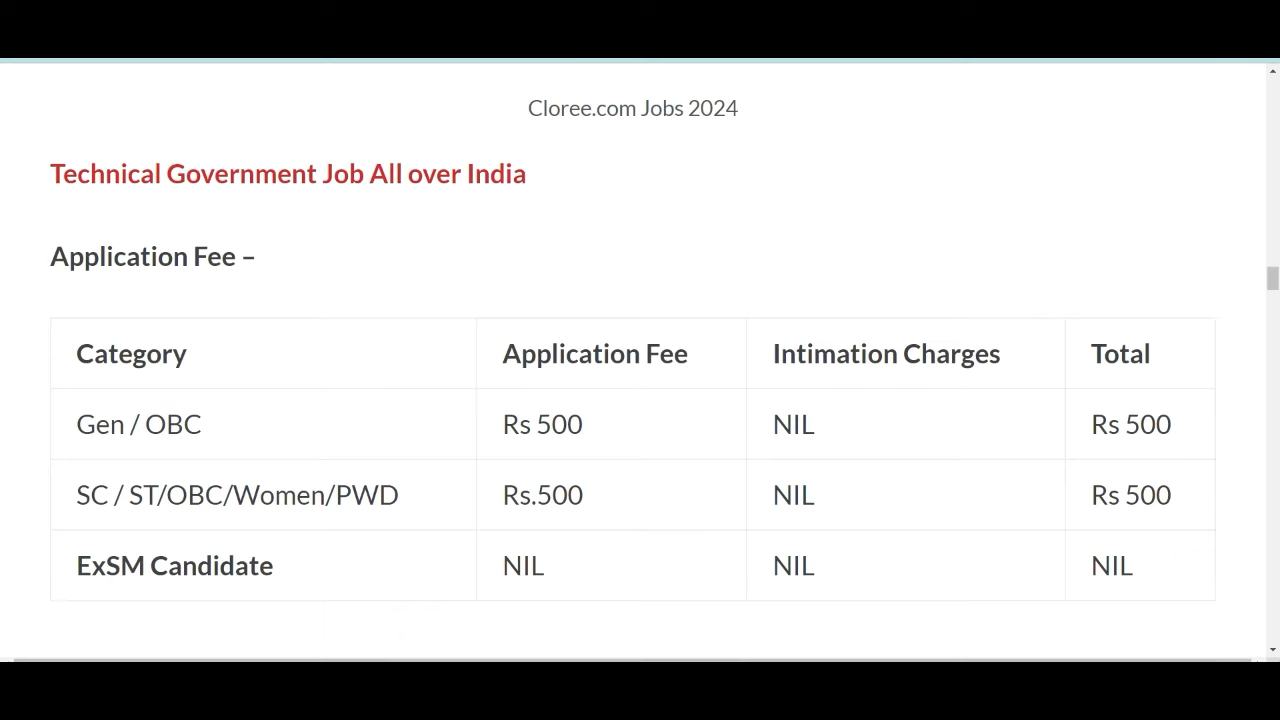 Cloree.com Jobs 2024
Technical Government Job All over India
Application Fee –
Category Application Fee Intimation Charges Total
Gen / OBC Rs 500 NIL Rs 500
SC / ST/OBC/Women/PWD Rs.500 NIL Rs 500
ExSM Candidate NIL NIL NIL